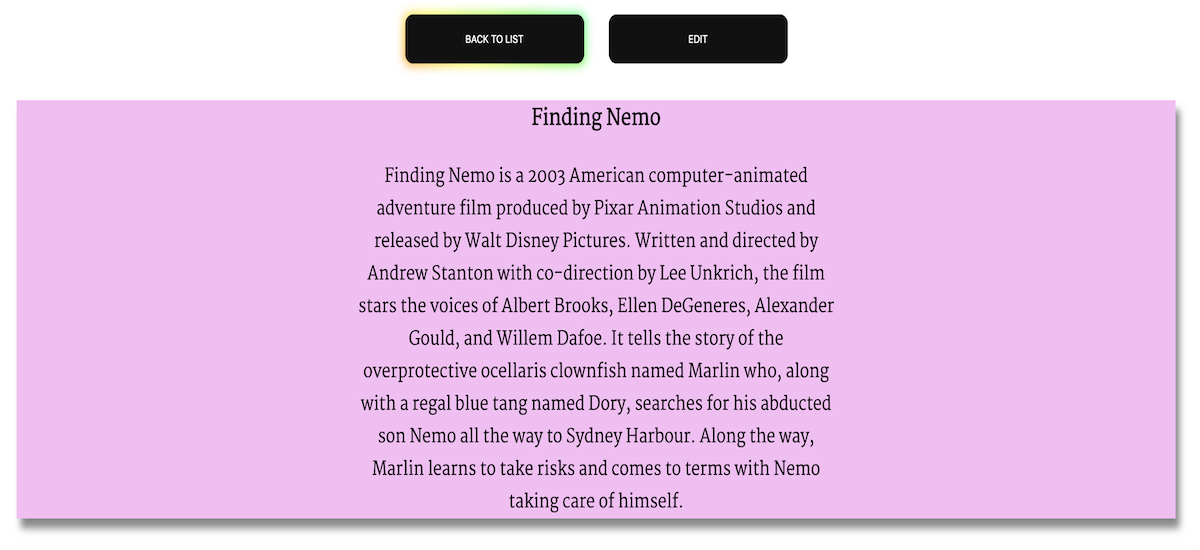 BACK TO LIST
EDIT
Finding Nemo
Finding Nemo is a 2003 American computer-animated
adventure film produced by Pixar Animation Studios and
released by Walt Disney Pictures. Written and directed by
Andrew Stanton with co-direction by Lee Unkrich, the film
stars the voices of Albert Brooks, Ellen DeGeneres, Alexander
Gould, and Willem Dafoe. It tells the story of the
overprotective ocellaris clownfish named Marlin who, along
with a regal blue tang named Dory, searches for his abducted
son Nemo all the way to Sydney Harbour. Along the way,
Marlin learns to take risks and comes to terms with Nemo
taking care of himself.